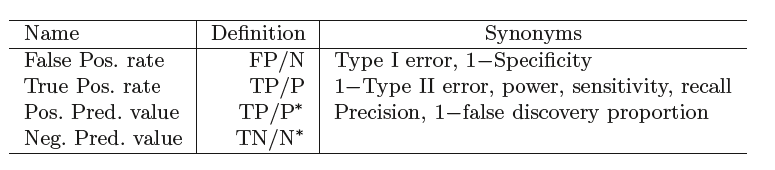 Name Definition Synonyms
False Pos. rate FP/N Type I error, 1−Specificity
True Pos. rate TP/P 1−Type II error, power, sensitivity, recall
Pos. Pred. value TP/P* Precision, 1−false discovery proportion
Neg. Pred. value TN/N*